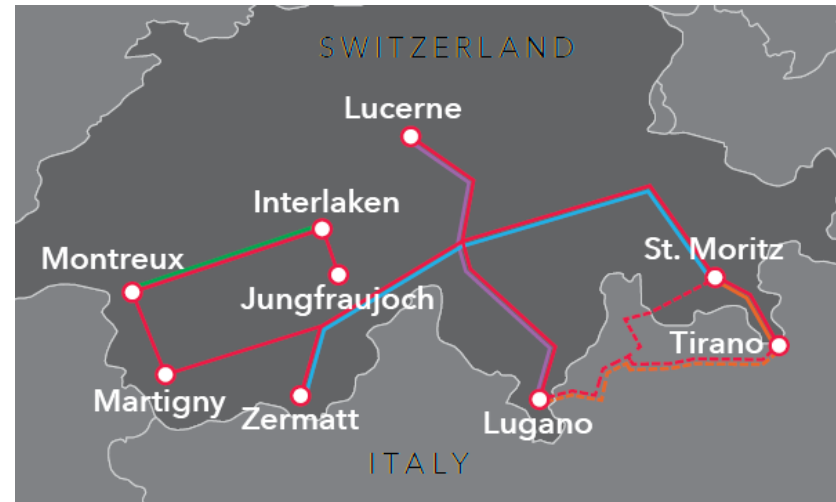 SWITZERLAND
Lucerne
Interlaken
Montreux
St. Moritz
Jungfraujoch
Tirano
Martigny
Zermatt
Lugano
ITALY